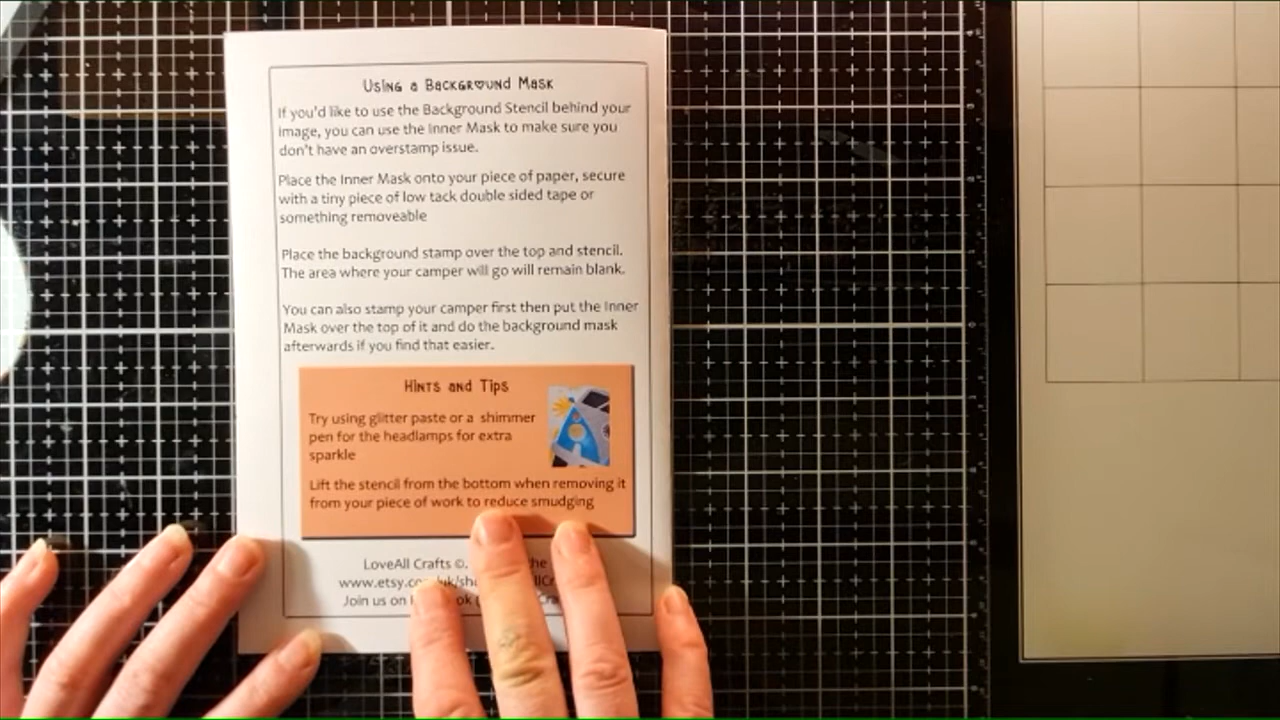 Using a Background Mask
If you'd like to use the Background Stencil behind your
image, you can use the Inner Mask to make sure you
don't have an overstamp issue.
Place the Inner Mask onto your piece of paper, secure
with a tiny piece of low tack double sided tape or
something removeable
Place the background stamp over the top and stencil.
The area where your camper will go will remain blank.
You can also stamp your camper first then put the Inner
Mask over the top of it and do the background mask
afterwards if you find that easier.
Hints and Tips
Try using glitter paste or a shimmer
pen for the headlamps for extra
sparkle
Lift the stencil from the bottom when removing it
from your piece of work to reduce smudging
LoveAll Crafts ©.
www.etsy.
Join us on